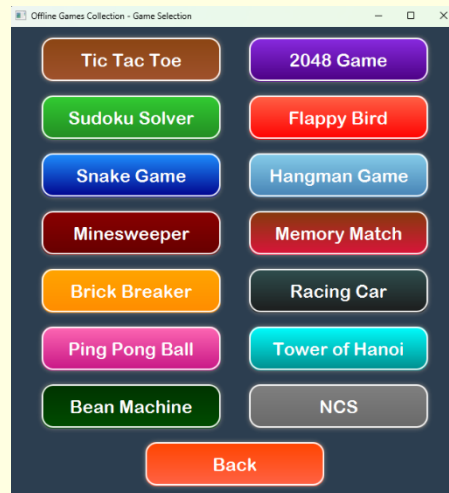 Offline Games Collection - Game Selection
Tic Tac Toe
2048 Game
Sudoku Solver
Flappy Bird
Snake Game
Hangman Game
Minesweeper
Memory Match
Brick Breaker
Racing Car
Ping Pong Ball
Tower of Hanoi
Bean Machine
NCS
Back